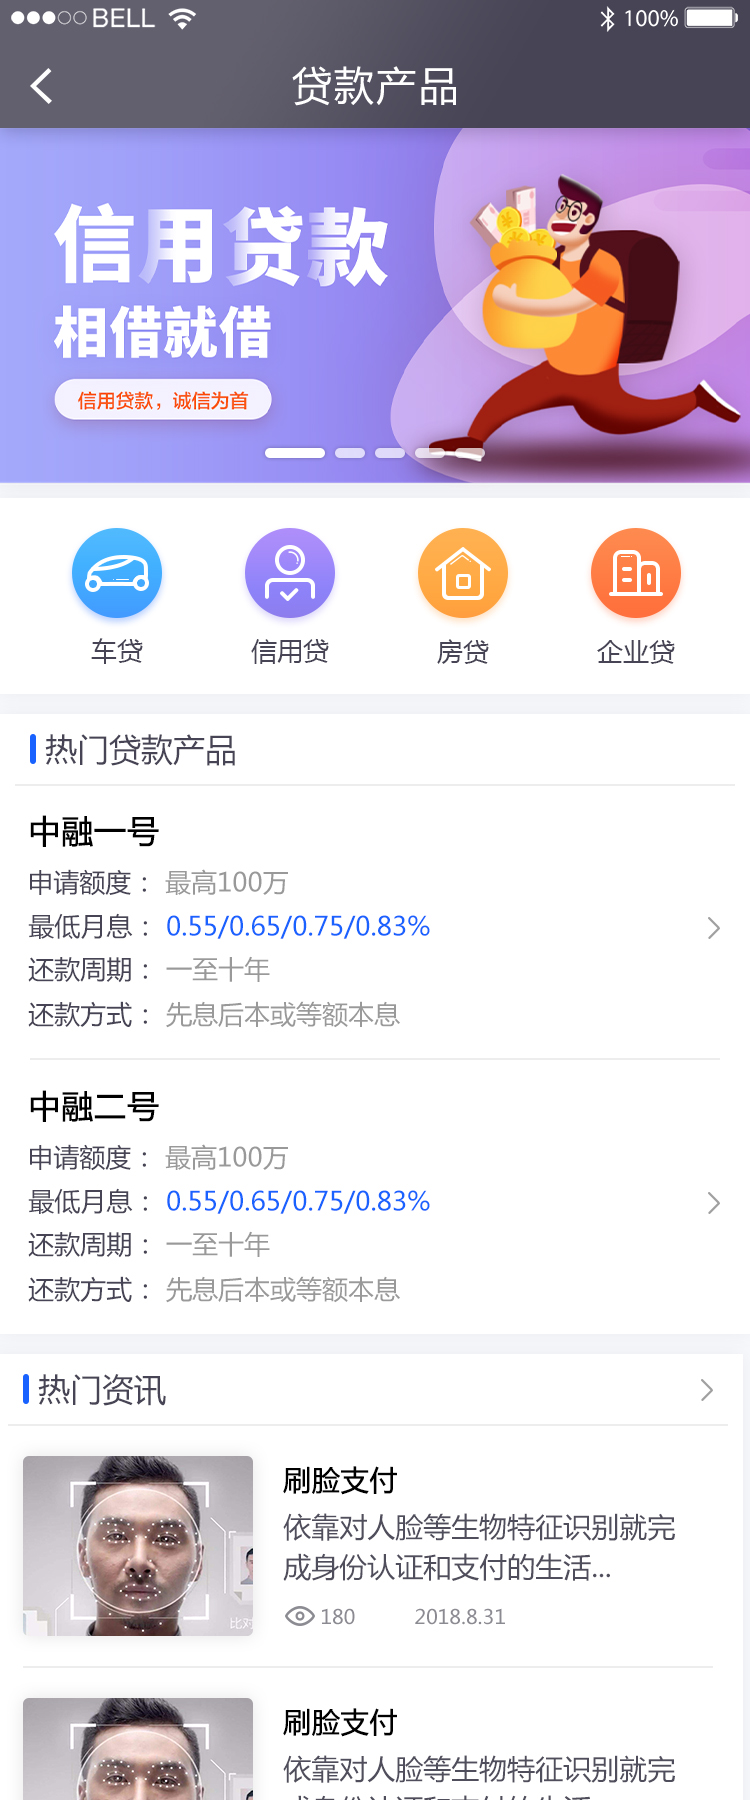 BELL 100%
贷款产品
信用贷款
相借就借
信用贷款，诚信为首
车贷 信用贷 房贷 企业贷
热门贷款产品
中融一号
申请额度： 最高100万
最低月息： 0.55/0.65/0.75/0.83%
还款周期： 一至十年
还款方式： 先息后本或等额本息
中融二号
申请额度： 最高100万
最低月息： 0.55/0.65/0.75/0.83%
还款周期： 一至十年
还款方式： 先息后本或等额本息
热门资讯
刷脸支付
依靠对人脸等生物特征识别就完
成身份认证和支付的生活...
比对
180 2018.8.31
刷脸支付
依靠对人脸等生物特征识别就完